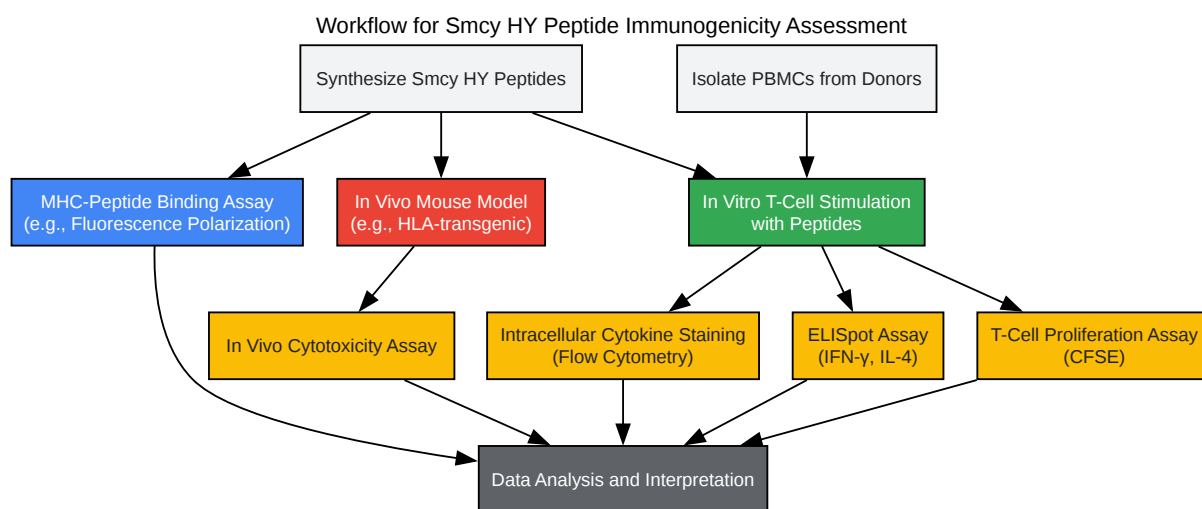 Workflow for Smcy HY Peptide Immunogenicity Assessment
Synthesize Smcy HY Peptides
Isolate PBMCs from Donors
MHC-Peptide Binding Assay
(e.g., Fluorescence Polarization)
In Vivo Mouse Model
(e.g., HLA-transgenic)
In Vitro T-Cell Stimulation
with Peptides
In Vivo Cytotoxicity Assay
Intracellular Cytokine Staining
(Flow Cytometry)
ELISpot Assay
(IFN-γ, IL-4)
T-Cell Proliferation Assay
(CFSE)
Data Analysis and Interpretation